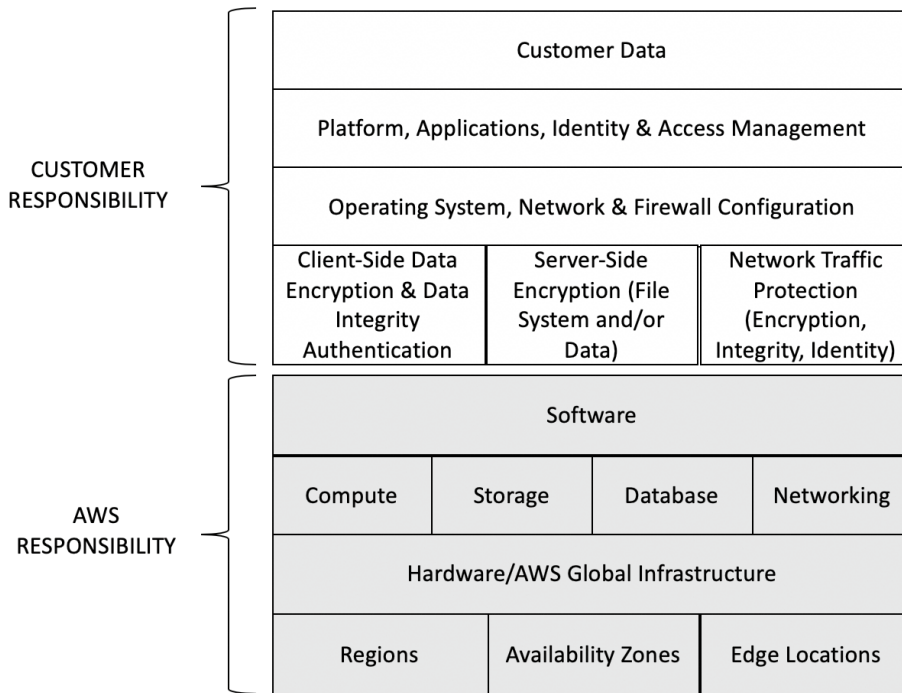 Customer Data
Platform, Applications, Identity & Access Management
CUSTOMER
RESPONSIBILITY
Operating System, Network & Firewall Configuration
Client-Side Data
Encryption & Data
Integrity
Authentication
Server-Side
Encryption (File
System and/or
Data)
Network Traffic
Protection
(Encryption,
Integrity, Identity)
Software
Compute
Storage
Database
Networking
AWS
RESPONSIBILITY
Hardware/AWS Global Infrastructure
Regions
Availability Zones
Edge Locations